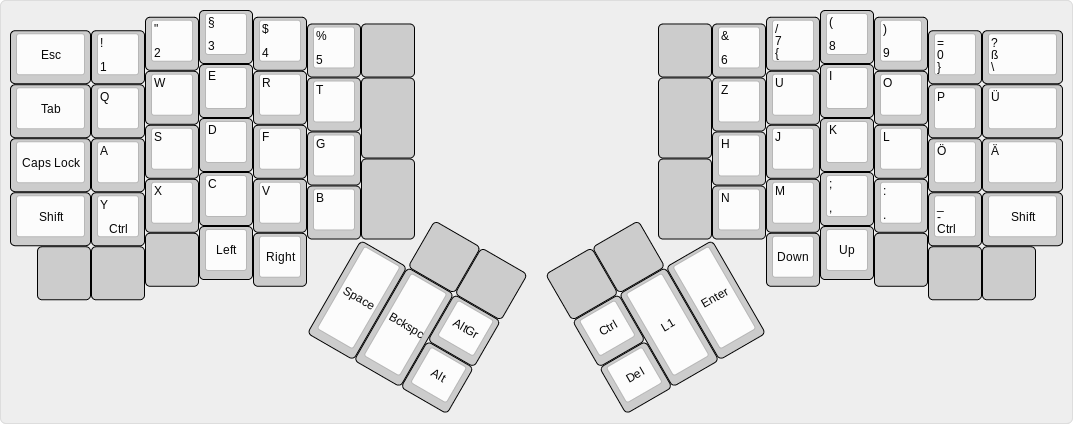 Esc
!
1
"
2
§
3
$
4
%
5
&
6
/
7
{
(
8
)
9
=
0
}
?
ß
\
Tab
Q
W
E
R
T
Z
U
I
O
P
Ü
Caps Lock
A
S
D
F
G
H
J
K
L
Ö
Ä
Shift
Y
Ctrl
X
C
V
B
N
M
;
,
:
.
_
-
Ctrl
Shift
Left
Right
Down
Up
Space
Bckspc
AltGr
Alt
Ctrl
Del
L1
Enter